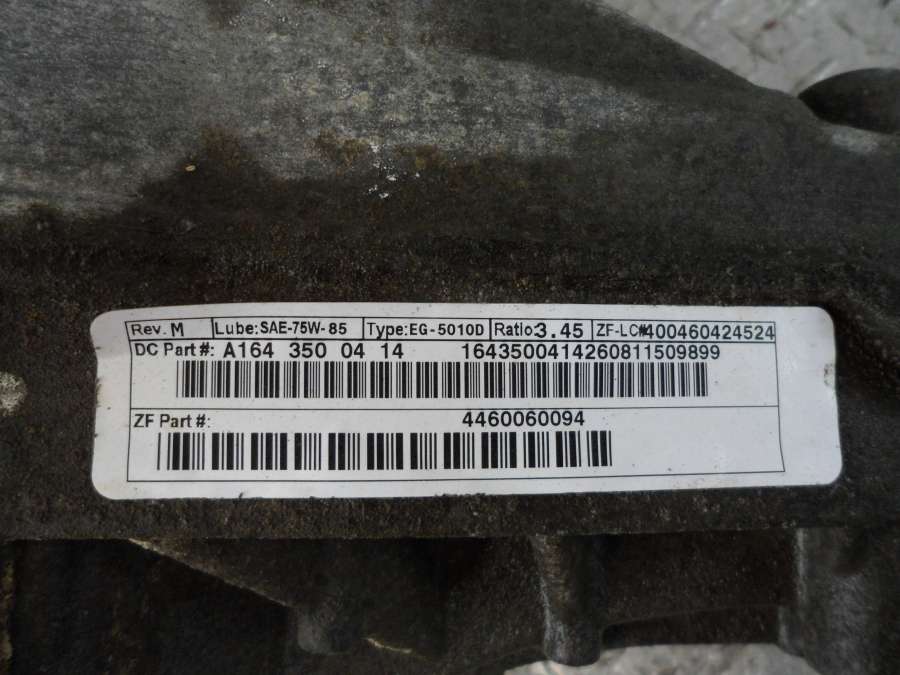 Rev. M Lube:SAE-75W-85 Type:EG-5010D Ratio:3.45 ZF-LC#:400460424524
DC Part#: A164 350 04 14 1643500414260811509899
ZF Part#: 4460060094